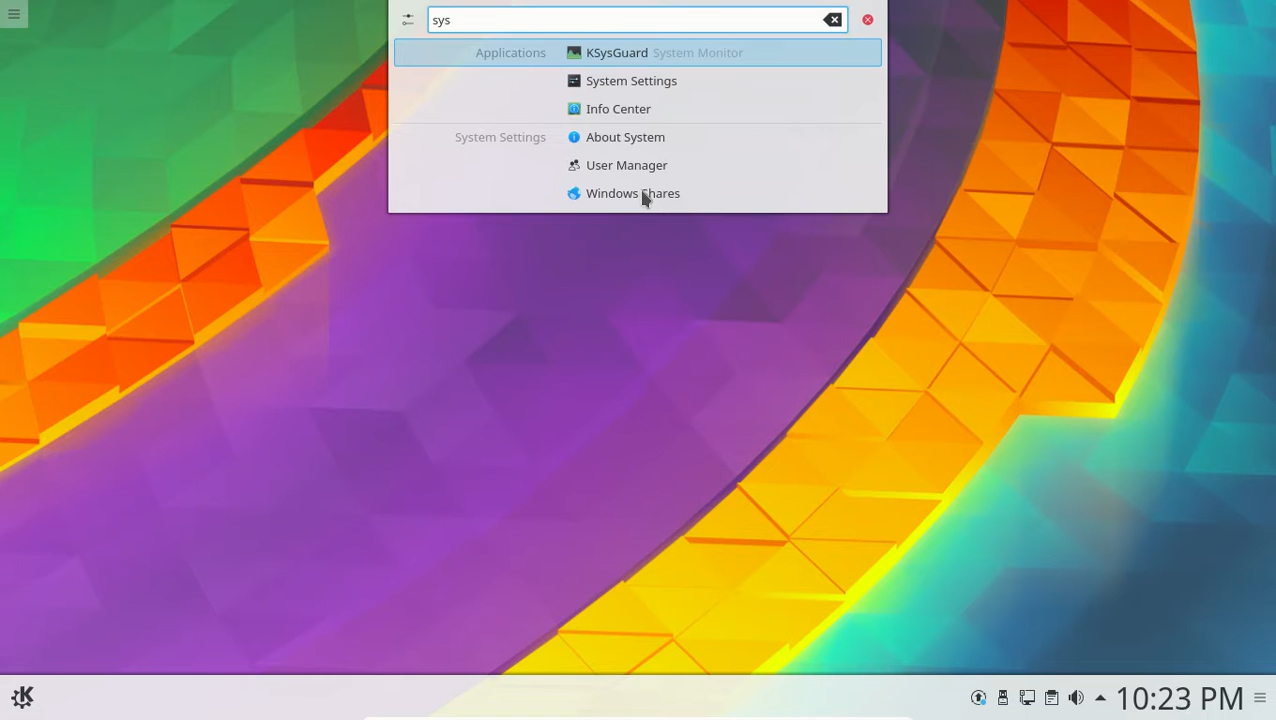 sys
Applications KSysGuard System Monitor
System Settings
Info Center
System Settings About System
User Manager
Windows Shares
10:23 PM